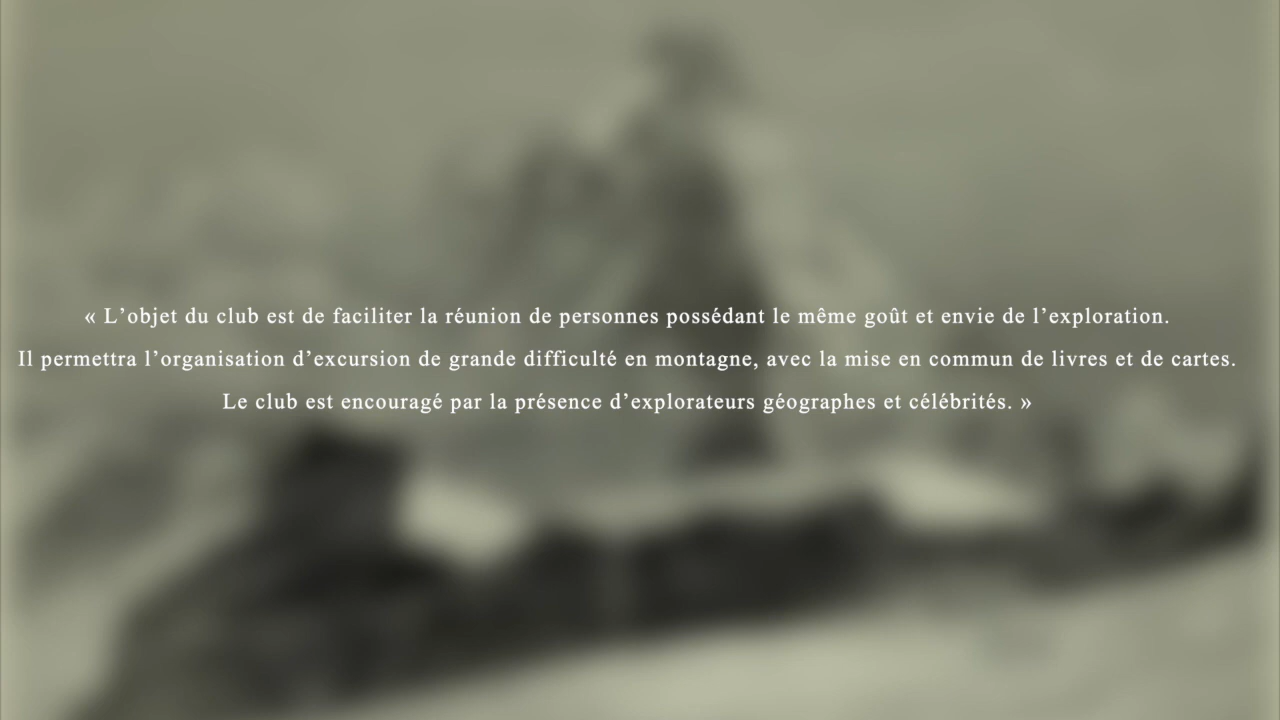 « L’objet du club est de faciliter la réunion de personnes possédant le même goût et envie de l’exploration.
Il permettra l’organisation d’excursion de grande difficulté en montagne, avec la mise en commun de livres et de cartes.
Le club est encouragé par la présence d’explorateurs géographes et célébrités. »